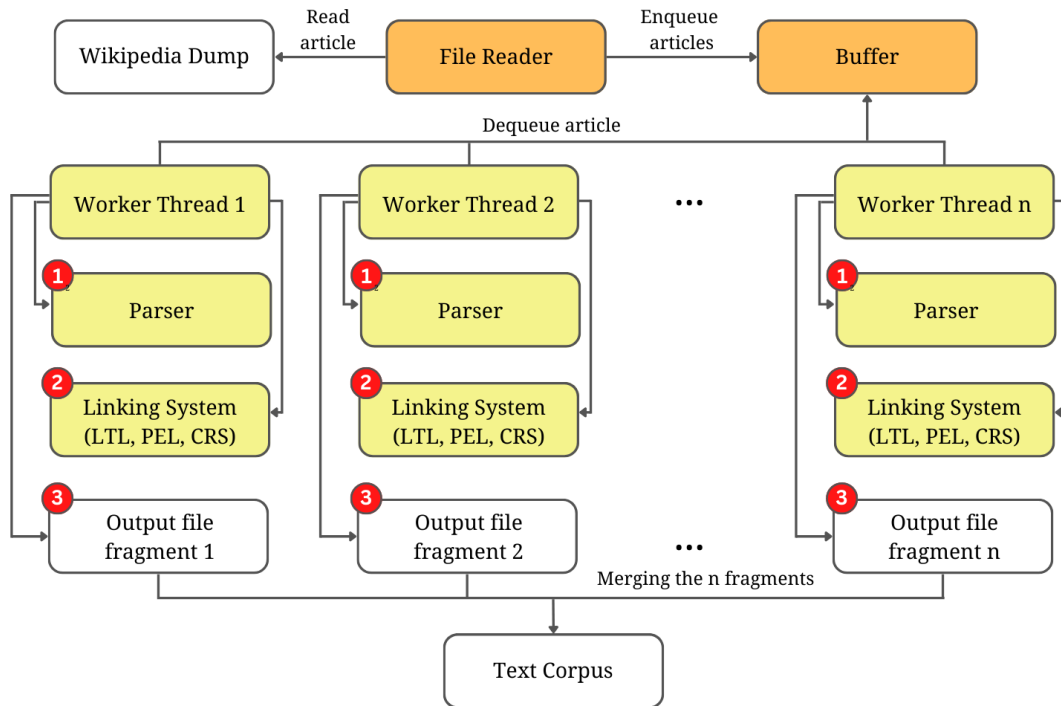 Read
article
Enqueue
articles
Wikipedia Dump
File Reader
Buffer
Dequeue article
Worker Thread 1
Worker Thread 2
...
Worker Thread n
1
1
1
Parser
Parser
Parser
2
2
2
Linking System
(LTL, PEL, CRS)
Linking System
(LTL, PEL, CRS)
Linking System
(LTL, PEL, CRS)
3
3
3
Output file
fragment 1
Output file
fragment 2
...
Output file
fragment n
Merging the n fragments
Text Corpus